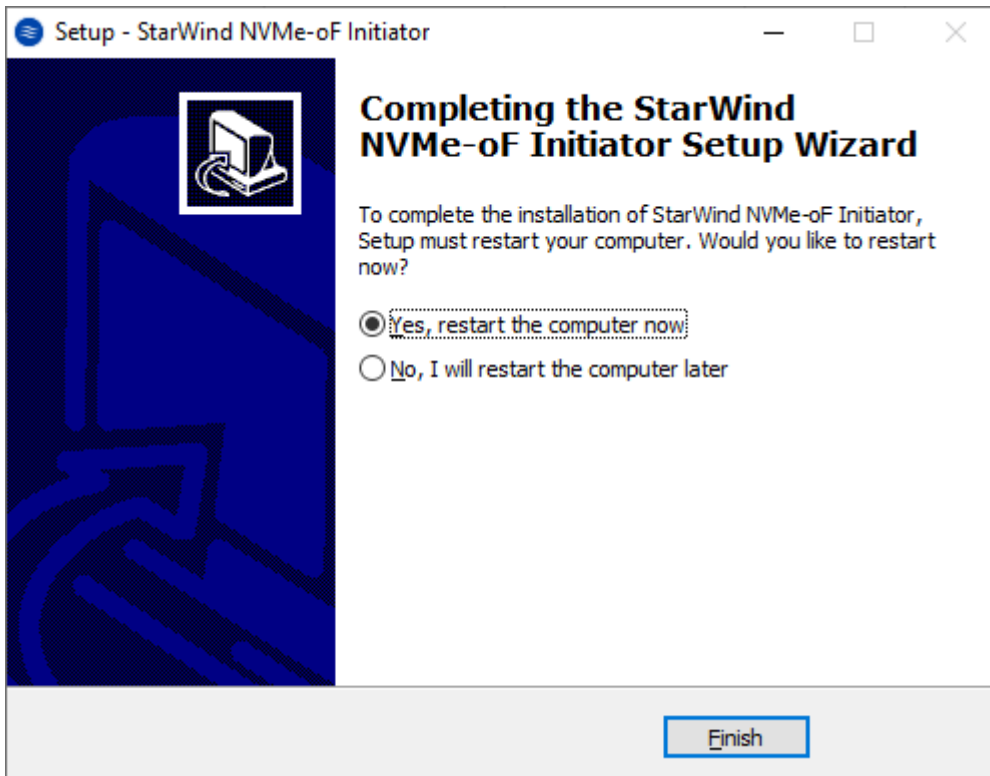 Setup - StarWind NVMe-oF Initiator
Completing the StarWind
NVMe-oF Initiator Setup Wizard
To complete the installation of StarWind NVMe-oF Initiator,
Setup must restart your computer. Would you like to restart
now?
Yes, restart the computer now
No, I will restart the computer later
Finish